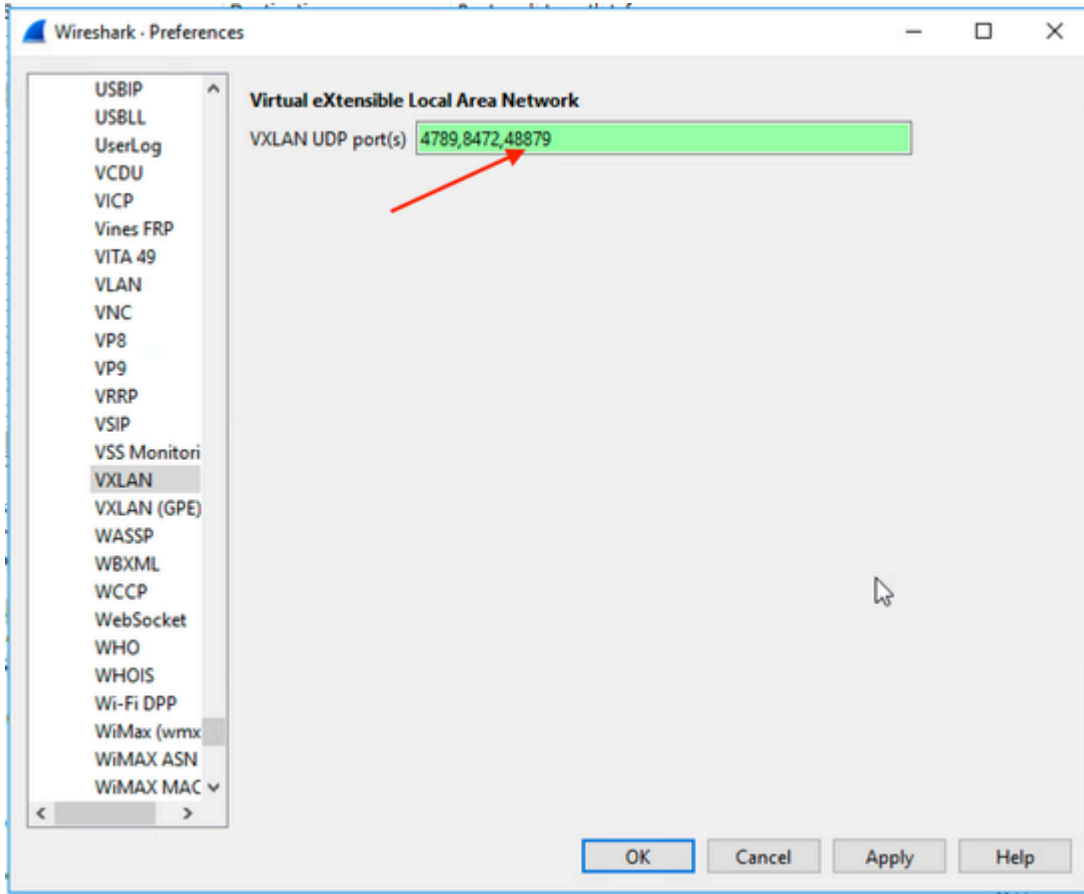 Wireshark · Preferences
USBIP
USBLL
UserLog
VCDU
VICP
Vines FRP
VITA 49
VLAN
VNC
VP8
VP9
VRRP
VSIP
VSS Monitori
VXLAN
VXLAN (GPE)
WASSP
WBXML
WCCP
WebSocket
WHO
WHOIS
Wi-Fi DPP
WiMax (wmx
WiMAX ASN
WiMAX MAC
Virtual eXtensible Local Area Network
VXLAN UDP port(s) 4789,8472,48879
OK Cancel Apply Help